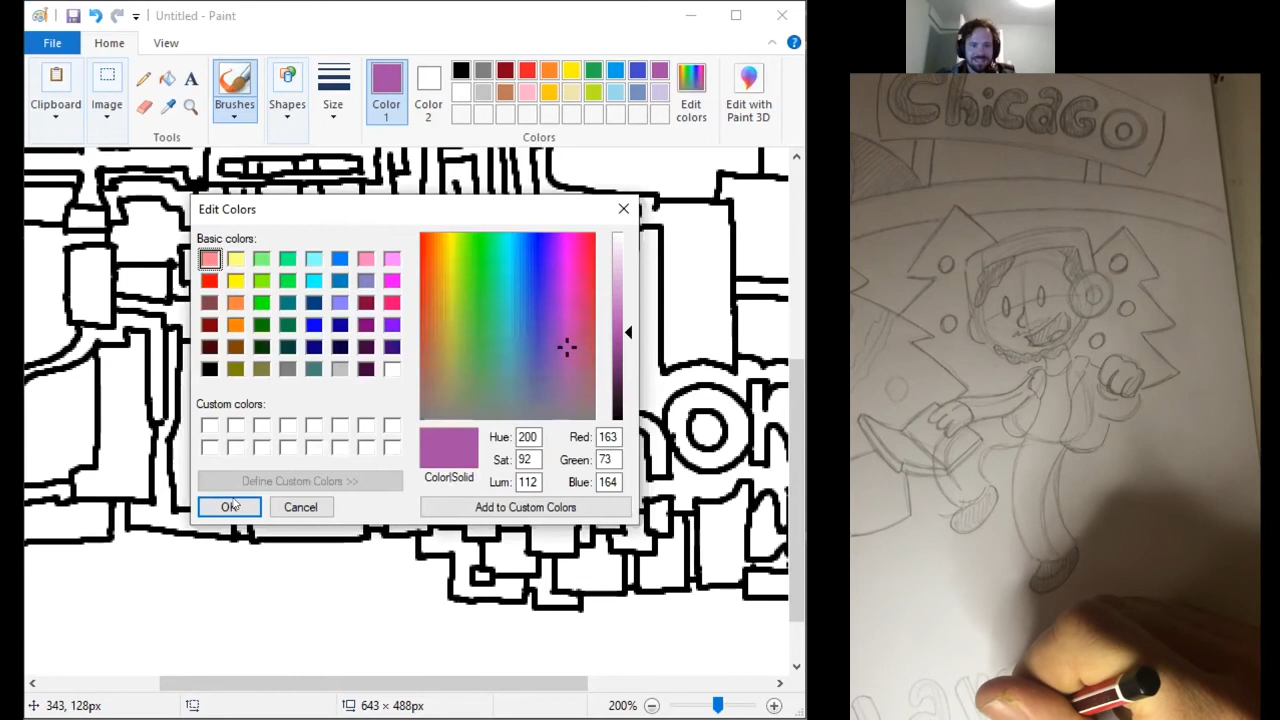 Untitled - Paint
File
Home
View
Clipboard
Image
Tools
Brushes
Shapes
Size
Color
1
Color
2
Edit
colors
Edit with
Paint 3D
Colors
Edit Colors
Basic colors:
Custom colors:
Define Custom Colors >>
OK
Cancel
Color|Solid
Hue: 200
Sat: 92
Lum: 112
Red: 163
Green: 73
Blue: 164
Add to Custom Colors
343, 128px
643 × 488px
200%
Chicago